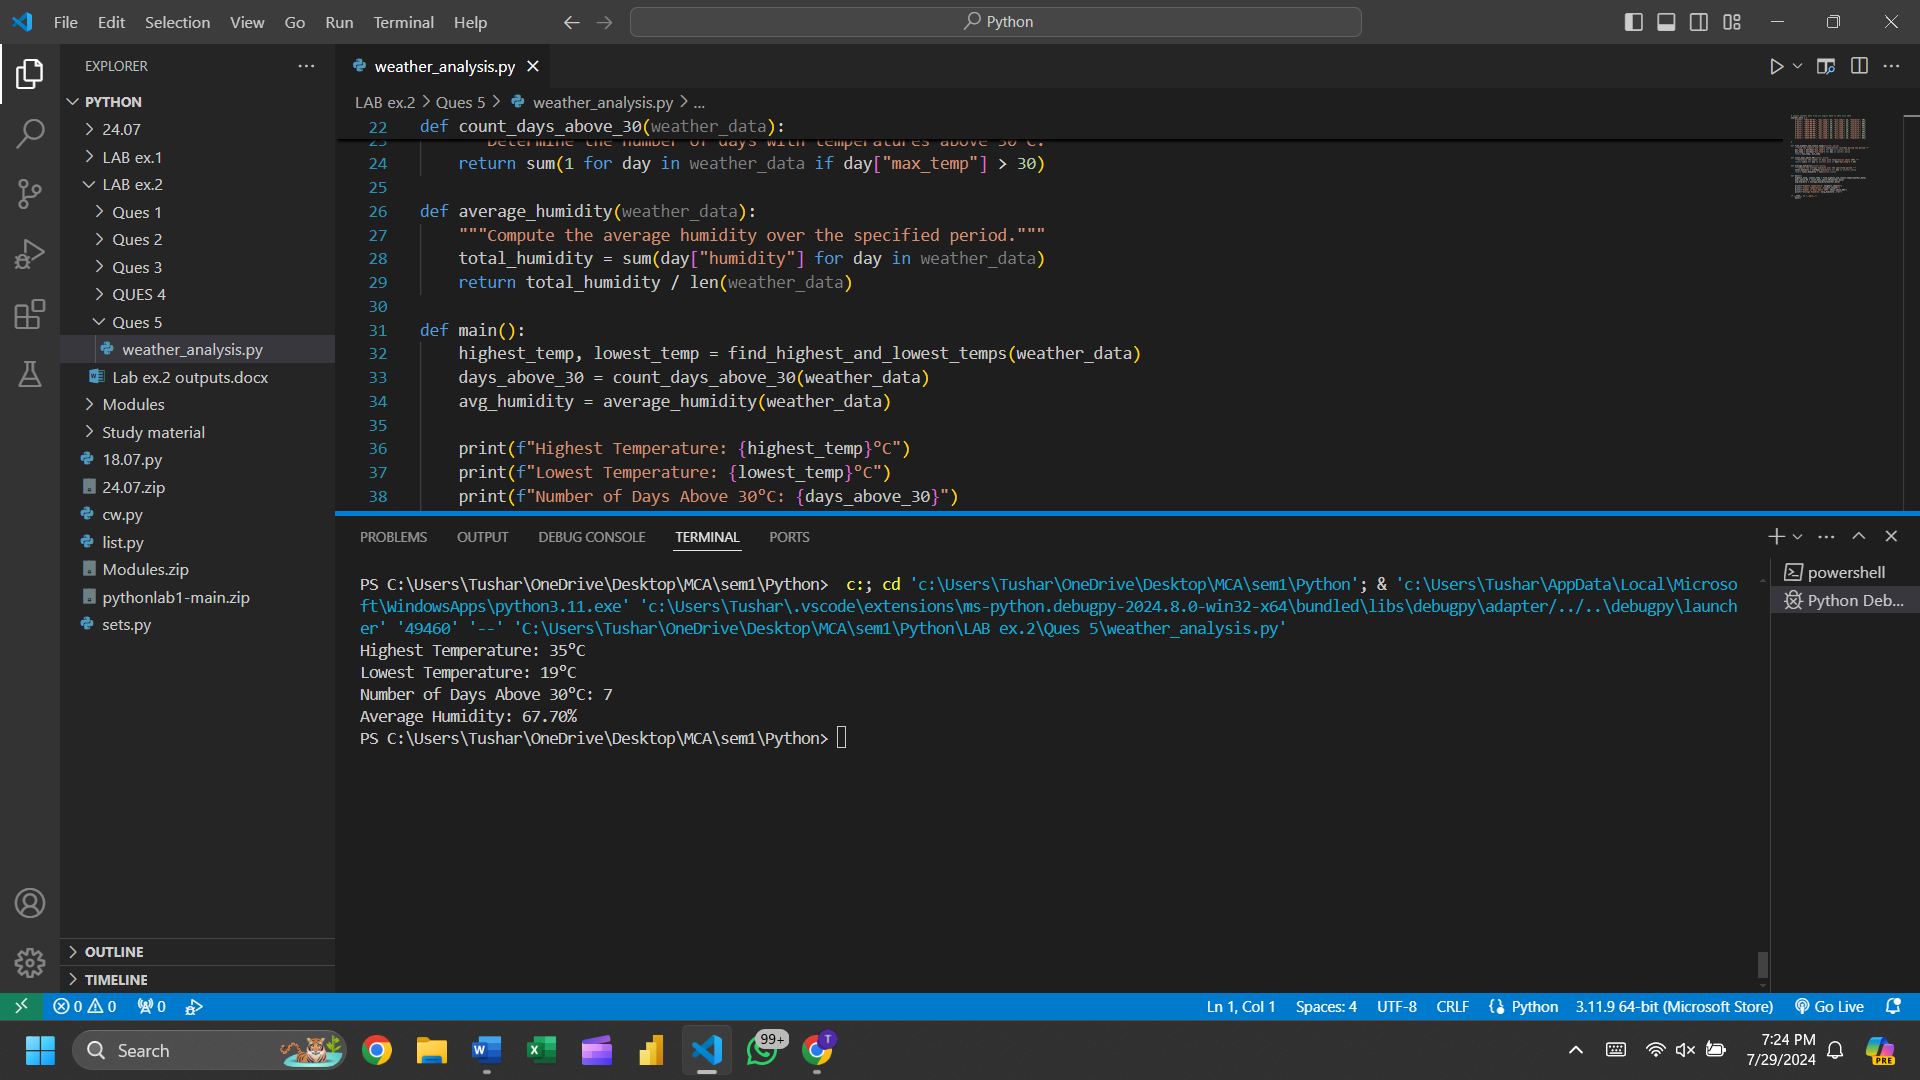 File Edit Selection View Go Run Terminal Help
Python
EXPLORER
PYTHON
24.07
LAB ex.1
LAB ex.2
Ques 1
Ques 2
Ques 3
QUES 4
Ques 5
weather_analysis.py
Lab ex.2 outputs.docx
Modules
Study material
18.07.py
24.07.zip
cw.py
list.py
Modules.zip
pythonlab1-main.zip
sets.py
OUTLINE
TIMELINE
weather_analysis.py
LAB ex.2 > Ques 5 > weather_analysis.py > ...
22 def count_days_above_30(weather_data):
23 """Determine the number of days with temperatures above 30°C.
24 return sum(1 for day in weather_data if day["max_temp"] > 30)
25
26 def average_humidity(weather_data):
27 """Compute the average humidity over the specified period."""
28 total_humidity = sum(day["humidity"] for day in weather_data)
29 return total_humidity / len(weather_data)
30
31 def main():
32 highest_temp, lowest_temp = find_highest_and_lowest_temps(weather_data)
33 days_above_30 = count_days_above_30(weather_data)
34 avg_humidity = average_humidity(weather_data)
35
36 print(f"Highest Temperature: {highest_temp}°C")
37 print(f"Lowest Temperature: {lowest_temp}°C")
38 print(f"Number of Days Above 30°C: {days_above_30}")
PROBLEMS OUTPUT DEBUG CONSOLE TERMINAL PORTS
PS C:\Users\Tushar\OneDrive\Desktop\MCA\sem1\Python> c:; cd 'c:\Users\Tushar\OneDrive\Desktop\MCA\sem1\Python'; & 'c:\Users\Tushar\AppData\Local\Microso
ft\WindowsApps\python3.11.exe' 'c:\Users\Tushar\.vscode\extensions\ms-python.debugpy-2024.8.0-win32-x64\bundled\libs\debugpy\adapter/../..\debugpy\launch
er' '49460' '--' 'C:\Users\Tushar\OneDrive\Desktop\MCA\sem1\Python\LAB ex.2\Ques 5\weather_analysis.py'
Highest Temperature: 35°C
Lowest Temperature: 19°C
Number of Days Above 30°C: 7
Average Humidity: 67.70%
PS C:\Users\Tushar\OneDrive\Desktop\MCA\sem1\Python>
powershell
Python Deb...
0 0 0
Ln 1, Col 1 Spaces: 4 UTF-8 CRLF Python 3.11.9 64-bit (Microsoft Store) Go Live
Search
99+
T
7:24 PM
7/29/2024
PRE